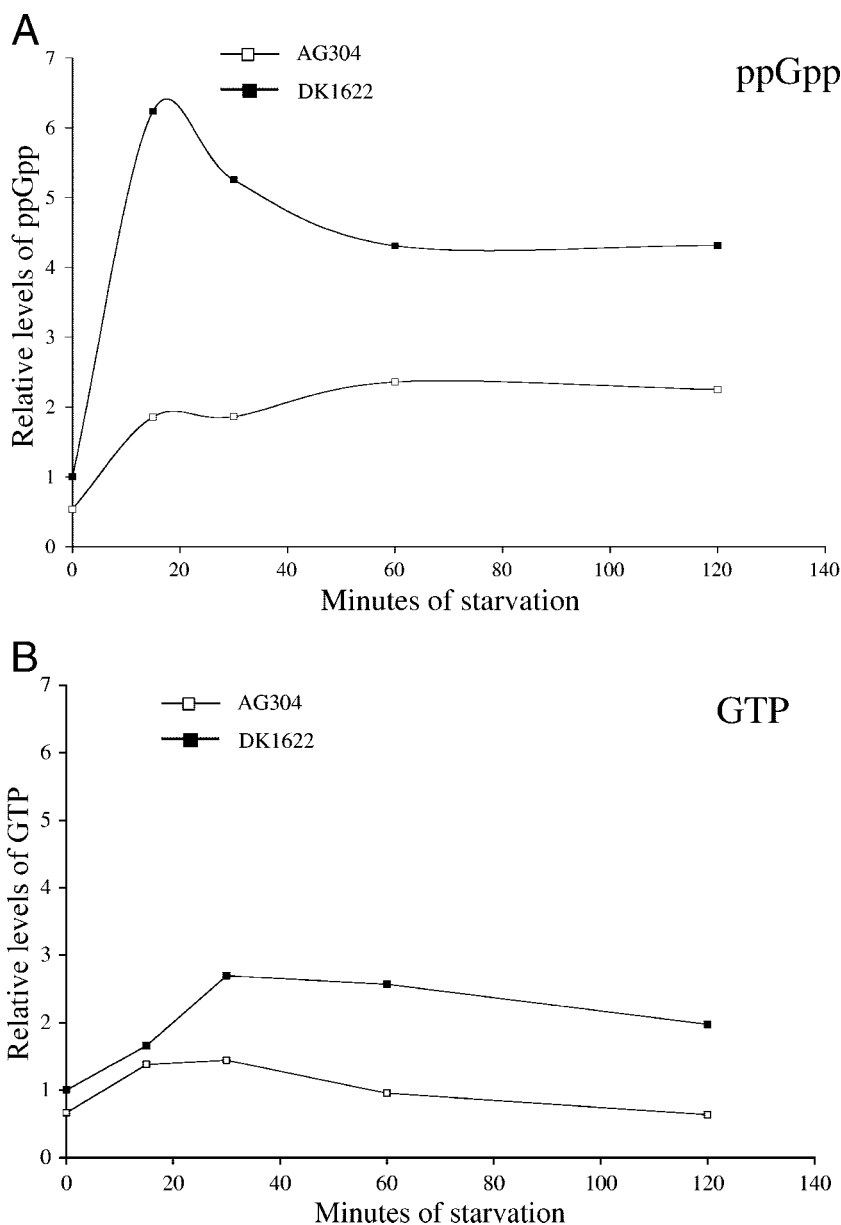 A
AG304
DK1622
ppGpp
7
6
5
4
3
2
1
0
Relative levels of ppGpp
0 20 40 60 80 100 120 140
Minutes of starvation
B
AG304
DK1622
GTP
7
6
5
4
3
2
1
0
Relative levels of GTP
0 20 40 60 80 100 120 140
Minutes of starvation